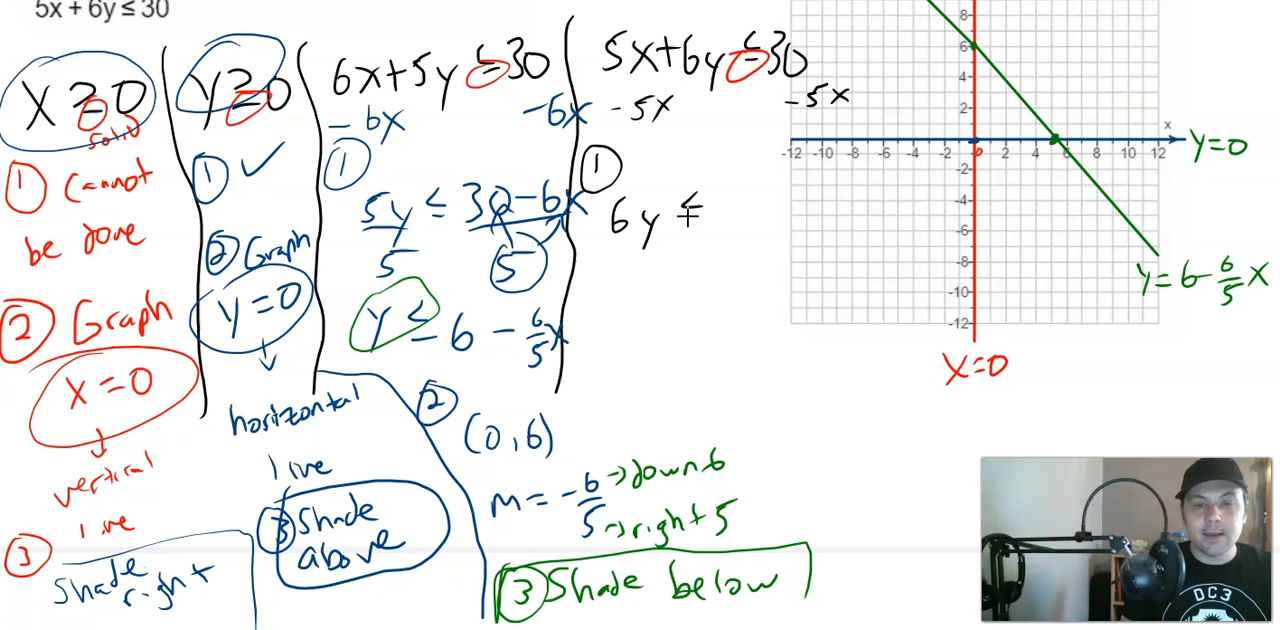 5x + 6y ≤ 30
x ≥ 0
solid
① Cannot
be done
② Graph
x = 0
↓
vertical
line
③ Shade
right
y ≥ 0
① ✓
② Graph
y = 0
↓
horizontal
line
③ Shade
above
6x + 5y ≤ 30
- 6x - 6x
①
5y ≤ 30 - 6x
5 5
y ≤ 6 - 6/5x
②
(0, 6)
m = - 6 → down 6
5 → right 5
③ Shade below
5x + 6y ≤ 30
- 5x - 5x
①
6y ≤
8
6
4
2
x
-12 -10 -8 -6 -4 -2 2 4 6 8 10 12
-2
-4
-6
-8
-10
-12
y = 0
y = 6 - 6/5 x
x = 0
DC3